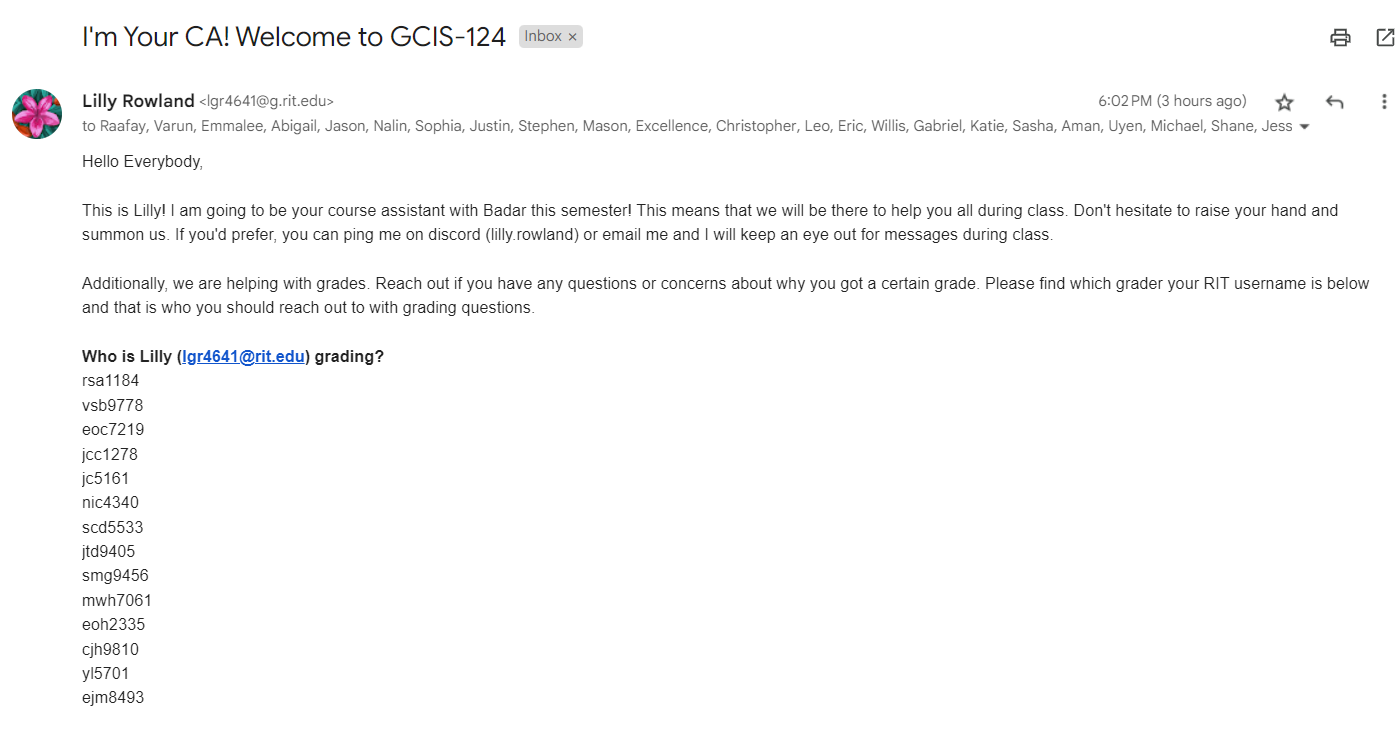 I'm Your CA! Welcome to GCIS-124 Inbox ×
Lilly Rowland <lgr4641@g.rit.edu> 6:02 PM (3 hours ago)
to Raafay, Varun, Emmalee, Abigail, Jason, Nalin, Sophia, Justin, Stephen, Mason, Excellence, Christopher, Leo, Eric, Willis, Gabriel, Katie, Sasha, Aman, Uyen, Michael, Shane, Jess
Hello Everybody,
This is Lilly! I am going to be your course assistant with Badar this semester! This means that we will be there to help you all during class. Don't hesitate to raise your hand and
summon us. If you'd prefer, you can ping me on discord (lilly.rowland) or email me and I will keep an eye out for messages during class.
Additionally, we are helping with grades. Reach out if you have any questions or concerns about why you got a certain grade. Please find which grader your RIT username is below
and that is who you should reach out to with grading questions.
Who is Lilly (lgr4641@rit.edu) grading?
rsa1184
vsb9778
eoc7219
jcc1278
jc5161
nic4340
scd5533
jtd9405
smg9456
mwh7061
eoh2335
cjh9810
yl5701
ejm8493